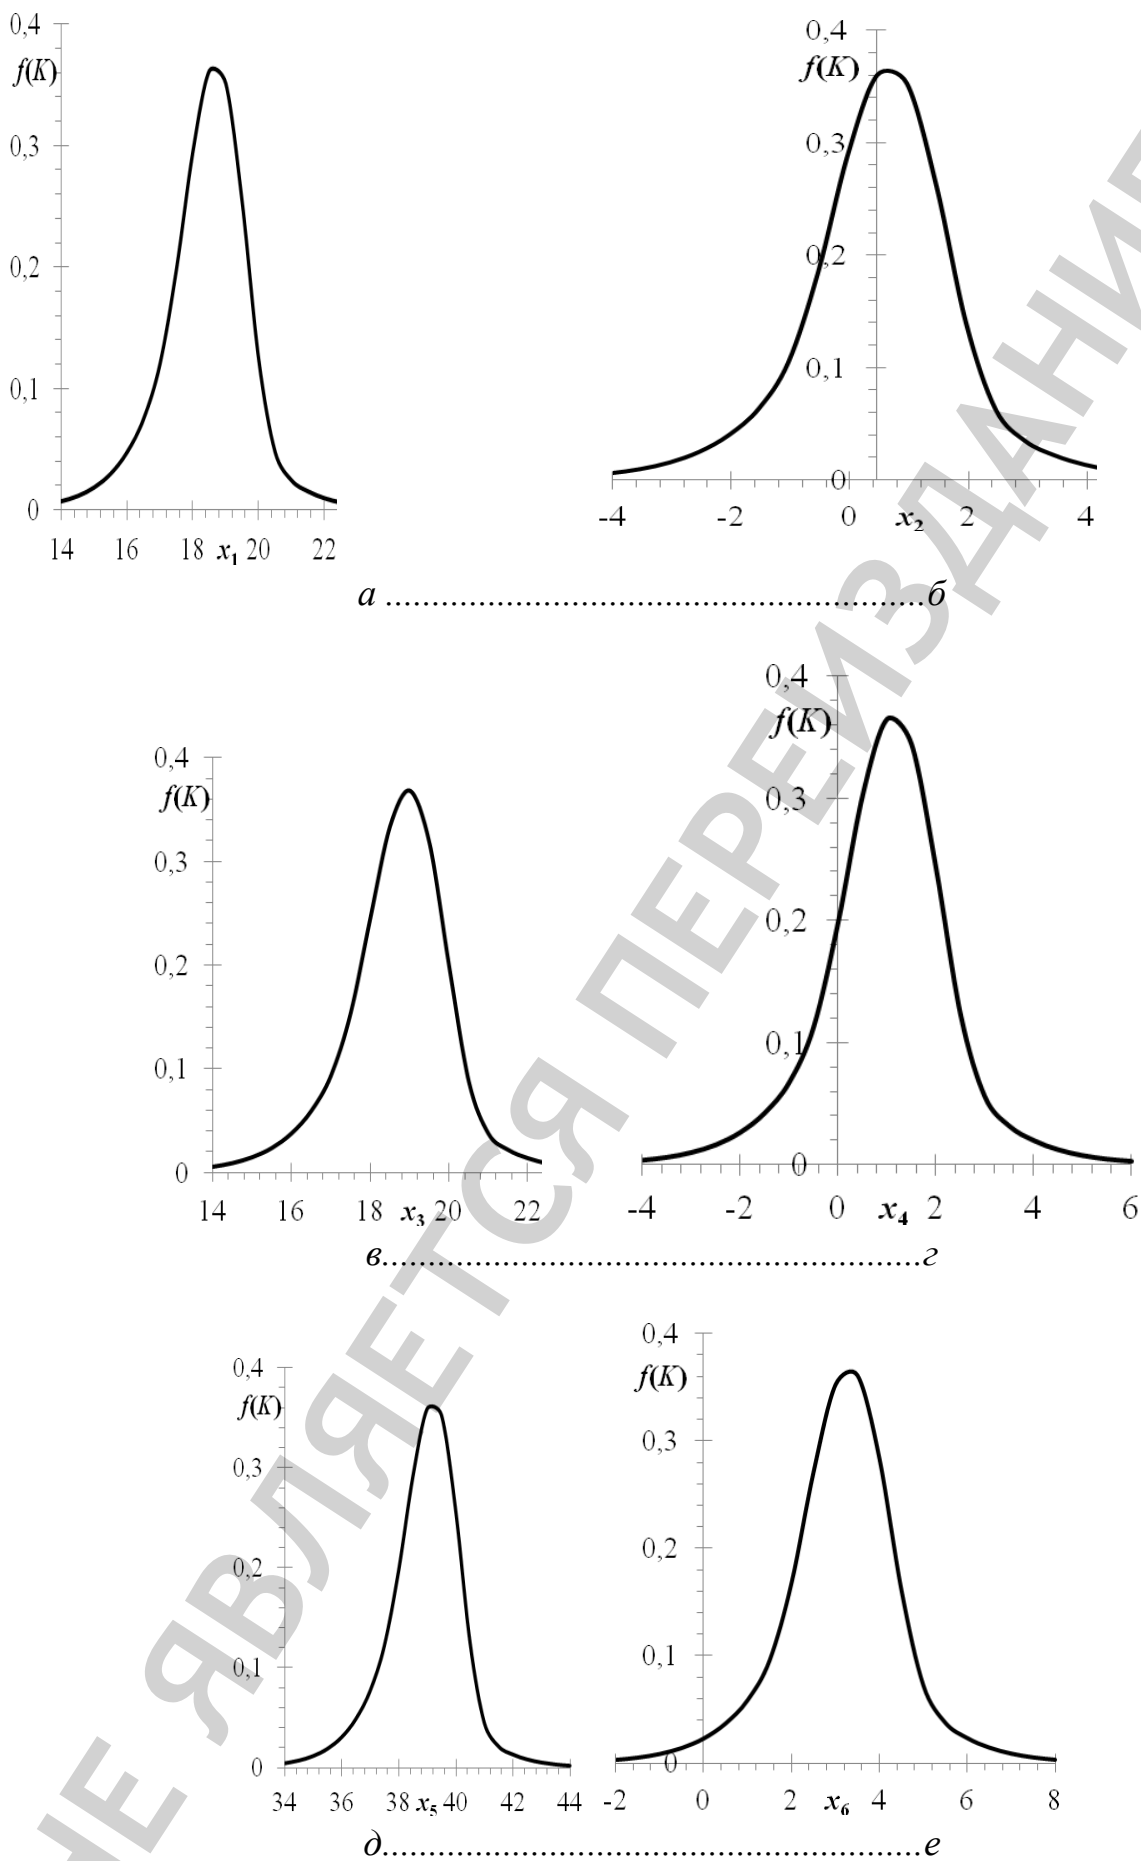 0,4
f(K)
0,3
0,2
0,1
0
14 16 18 x₁ 20 22
0,4
f(K)
0,3
0,2
0,1
0
-4 -2 0 x₂ 2 4
а ........................................................... б
0,4
f(K)
0,3
0,2
0,1
0
14 16 18 x₃ 20 22
0,4
f(K)
0,3
0,2
0,1
0
-4 -2 0 x₄ 2 4 6
в........................................................... г
0,4
f(K)
0,3
0,2
0,1
0
34 36 38 x₅ 40 42 44
0,4
f(K)
0,3
0,2
0,1
0
-2 0 2 x₆ 4 6 8
д........................................................... е
НЕ ЯВЛЯЕТСЯ ПЕРЕИЗДАНИЕ